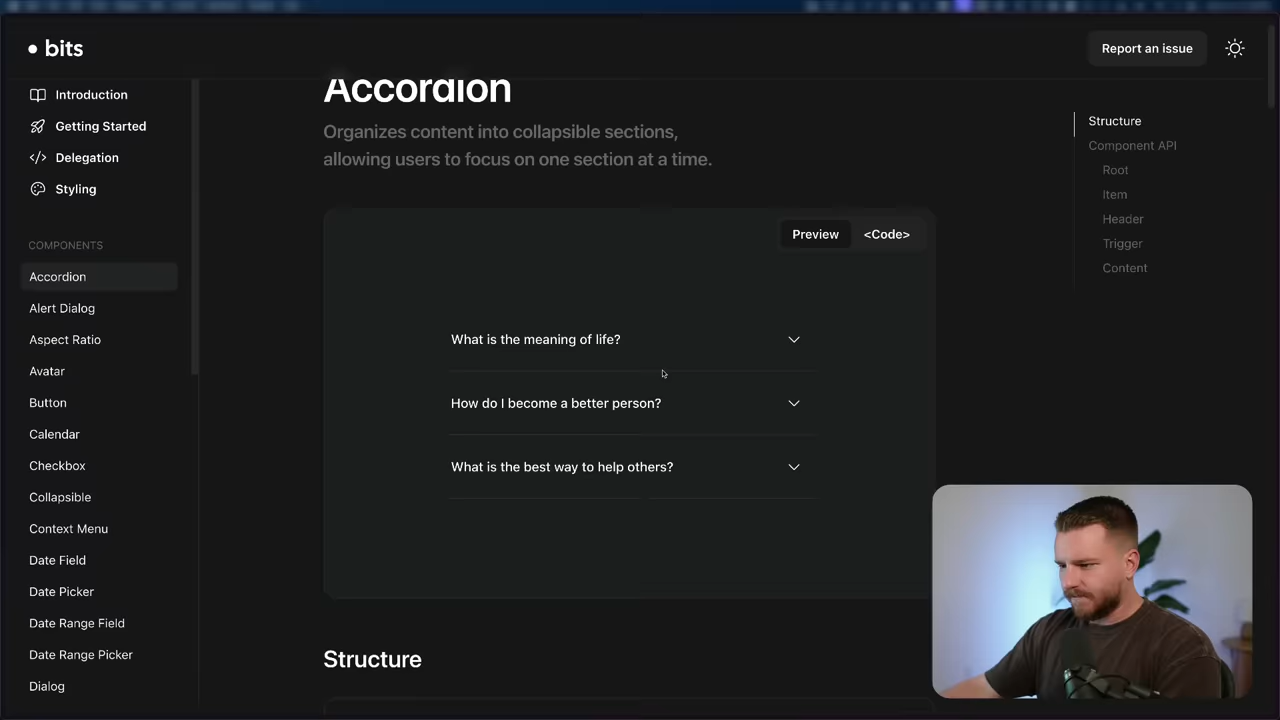 bits
Report an issue
Introduction
Getting Started
Delegation
Styling
COMPONENTS
Accordion
Alert Dialog
Aspect Ratio
Avatar
Button
Calendar
Checkbox
Collapsible
Context Menu
Date Field
Date Picker
Date Range Field
Date Range Picker
Dialog
Accordion
Organizes content into collapsible sections,
allowing users to focus on one section at a time.
Preview
<Code>
What is the meaning of life?
How do I become a better person?
What is the best way to help others?
Structure
Structure
Component API
Root
Item
Header
Trigger
Content